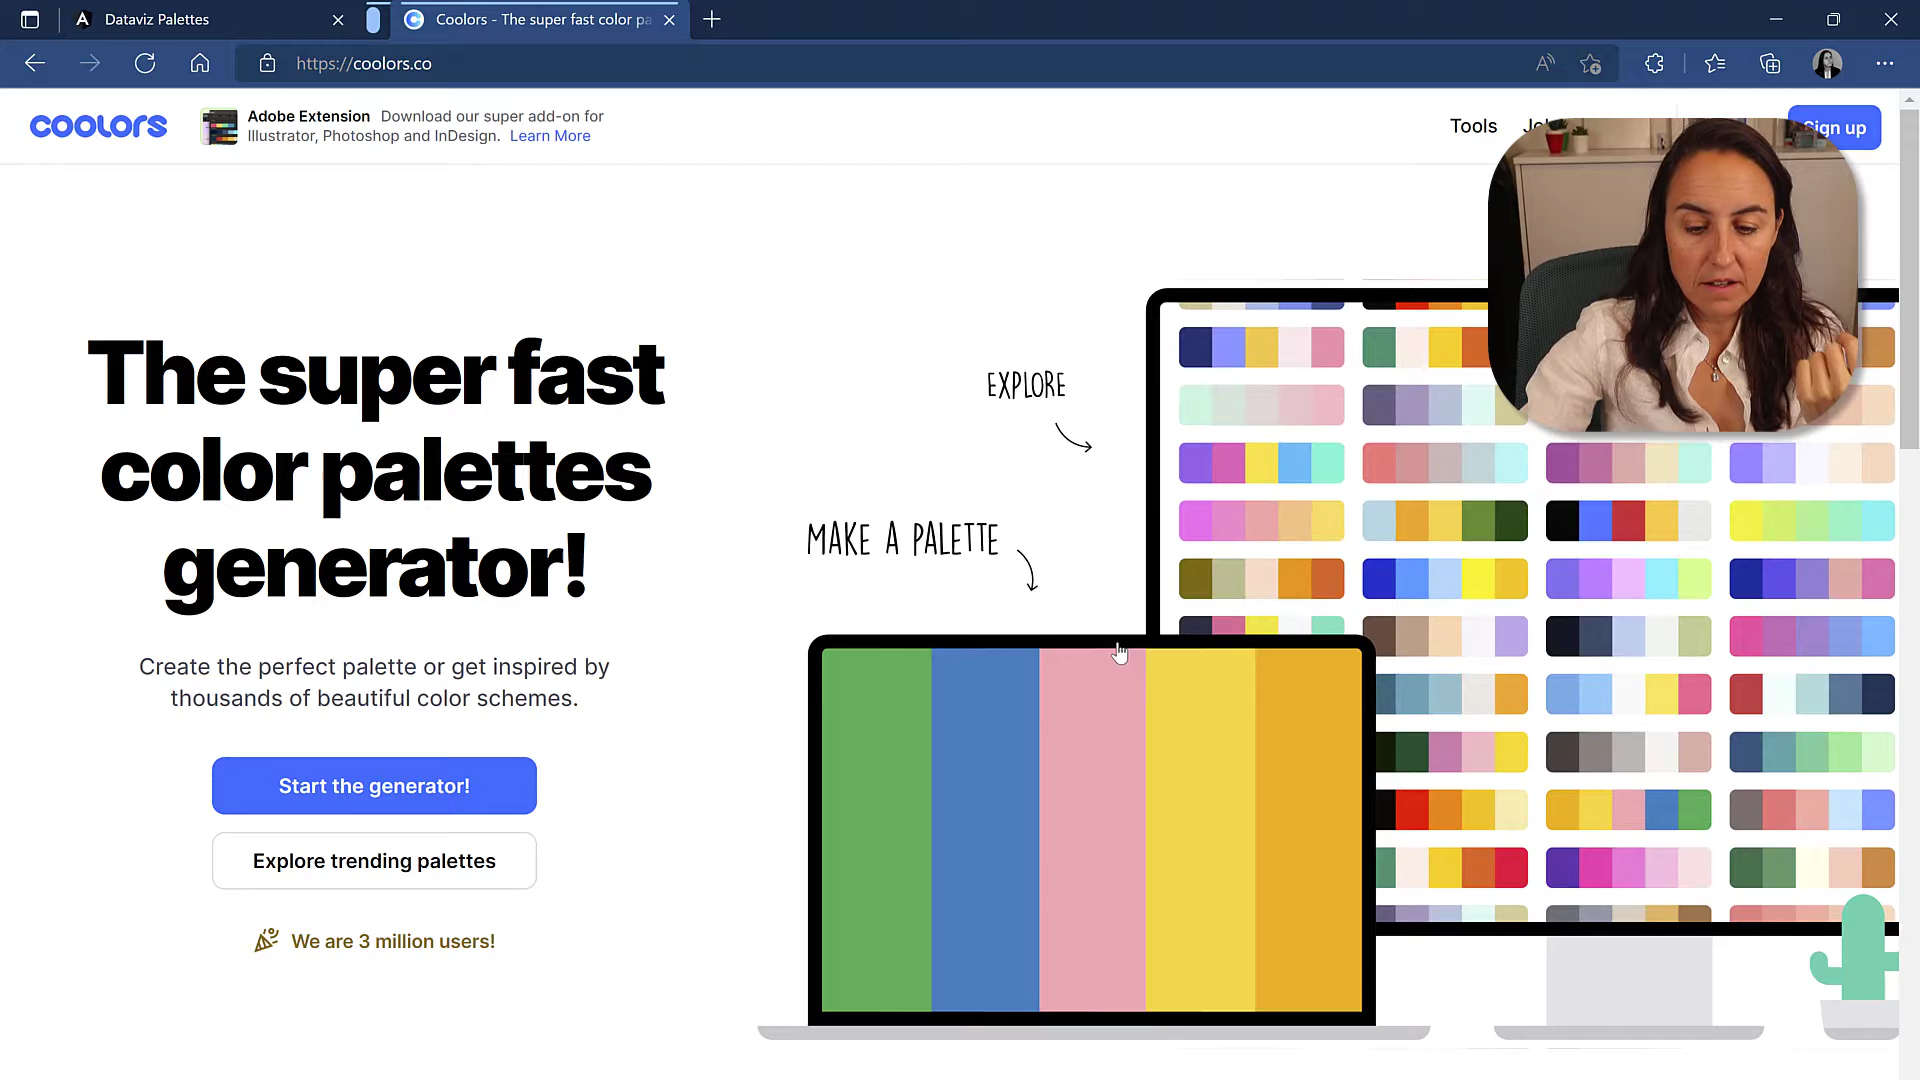 Dataviz Palettes
Coolors - The super fast color pa
https://coolors.co
coolors
Adobe Extension Download our super add-on for
Illustrator, Photoshop and InDesign. Learn More
Tools
Sign up
The super fast
color palettes
generator!
EXPLORE
MAKE A PALETTE
Create the perfect palette or get inspired by
thousands of beautiful color schemes.
Start the generator!
Explore trending palettes
We are 3 million users!